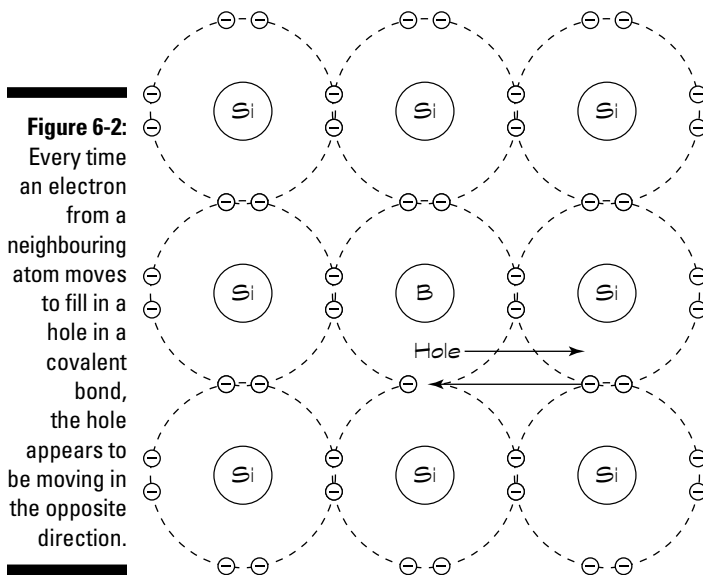 Figure 6-2:
Every time
an electron
from a
neighbouring
atom moves
to fill in a
hole in a
covalent
bond,
the hole
appears to
be moving in
the opposite
direction.
Si Si Si
Si B Si
Hole
Si Si Si